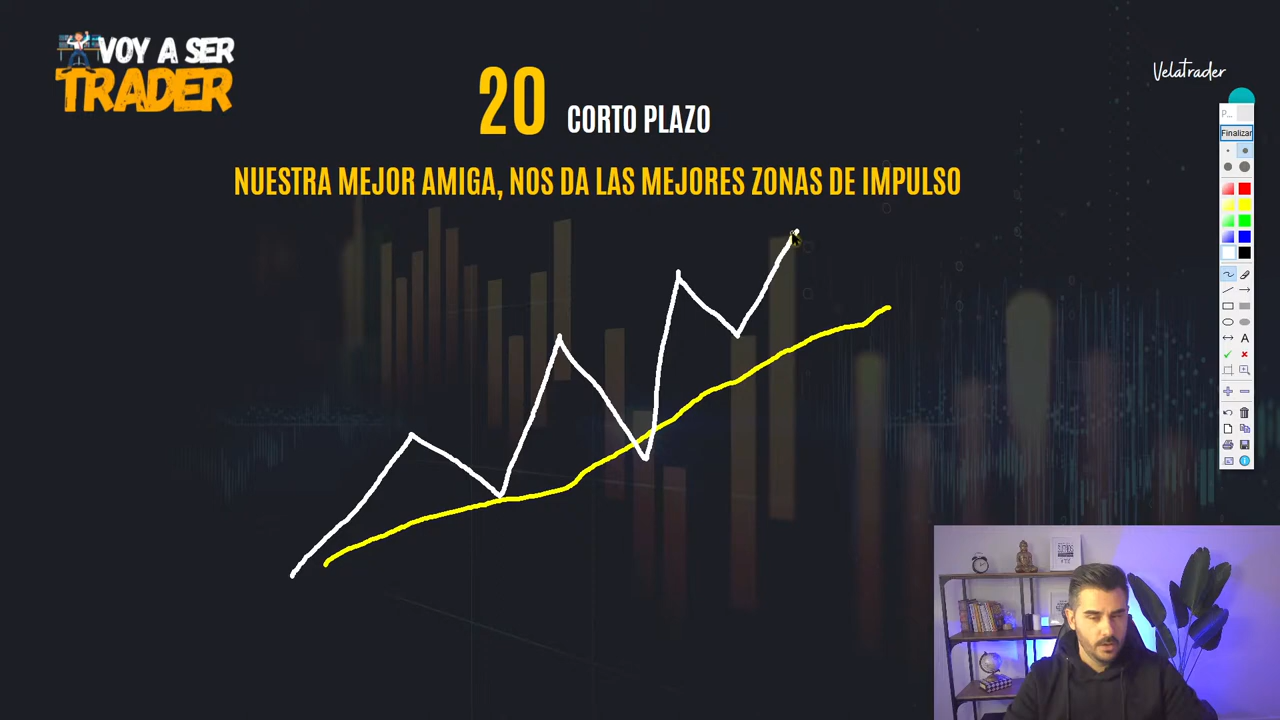 VOY A SER
TRADER
Velatrader
20 CORTO PLAZO
NUESTRA MEJOR AMIGA, NOS DA LAS MEJORES ZONAS DE IMPULSO
P...
Finalizar
A